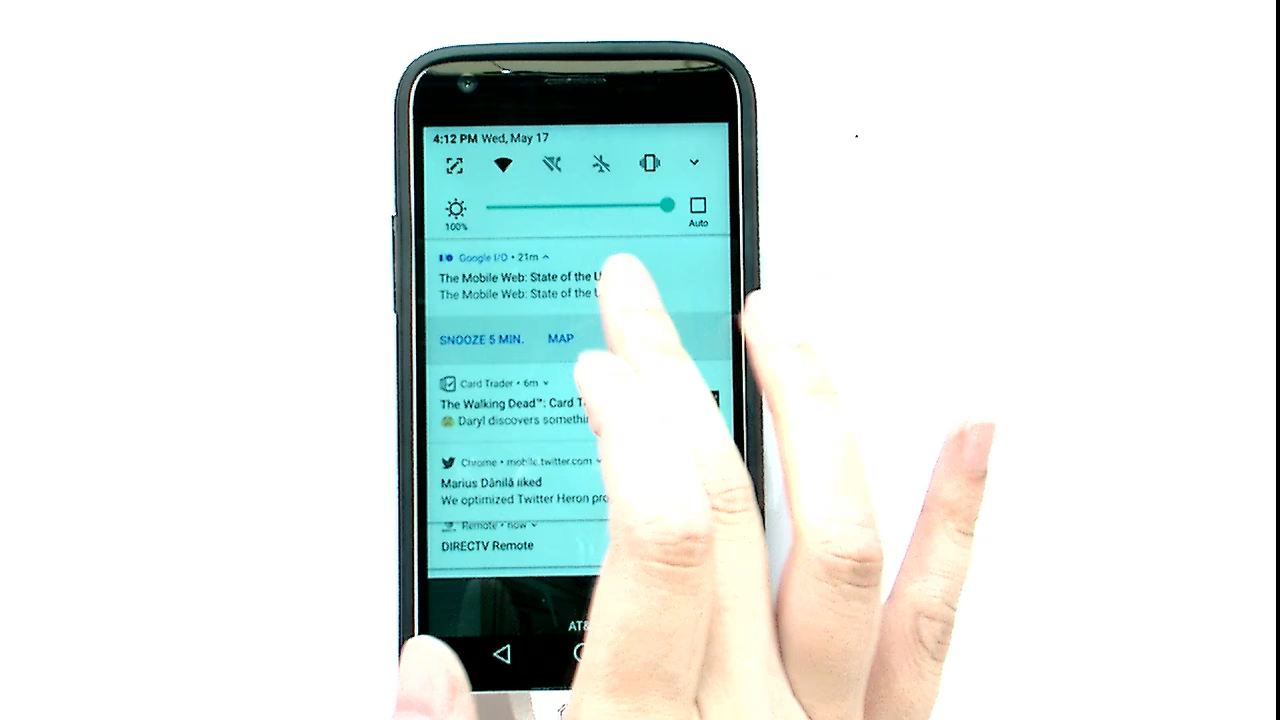 4:12 PM Wed, May 17
100%
Auto
Google I/O • 21m
The Mobile Web: State of the U
The Mobile Web: State of the U
SNOOZE 5 MIN. MAP
Card Trader • 6m
The Walking Dead™: Card T
Daryl discovers somethin
Chrome • mobile.twitter.com
Marius Dănilă liked
We optimized Twitter Heron pro
Remote • now
DIRECTV Remote
AT&